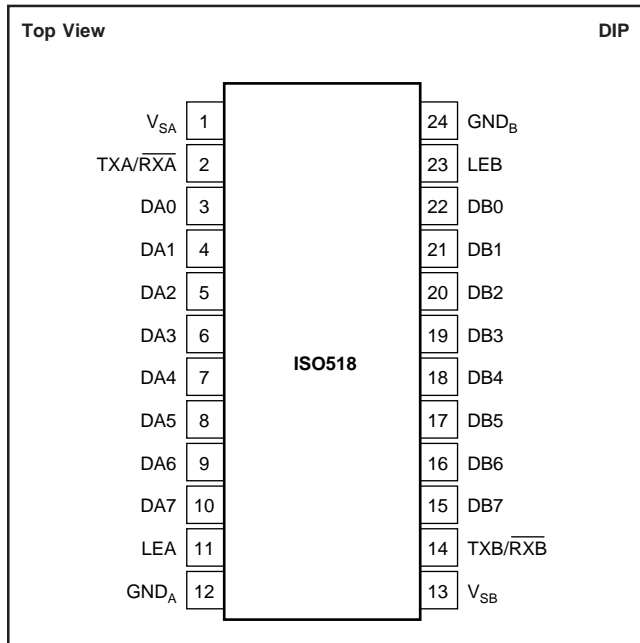 Top View DIP
V_SA 1 24 GND_B
TXA/R̅X̅A̅ 2 23 LEB
DA0 3 22 DB0
DA1 4 21 DB1
DA2 5 20 DB2
DA3 6 19 DB3
DA4 7 18 DB4
ISO518
DA5 8 17 DB5
DA6 9 16 DB6
DA7 10 15 DB7
LEA 11 14 TXB/R̅X̅B̅
GND_A 12 13 V_SB